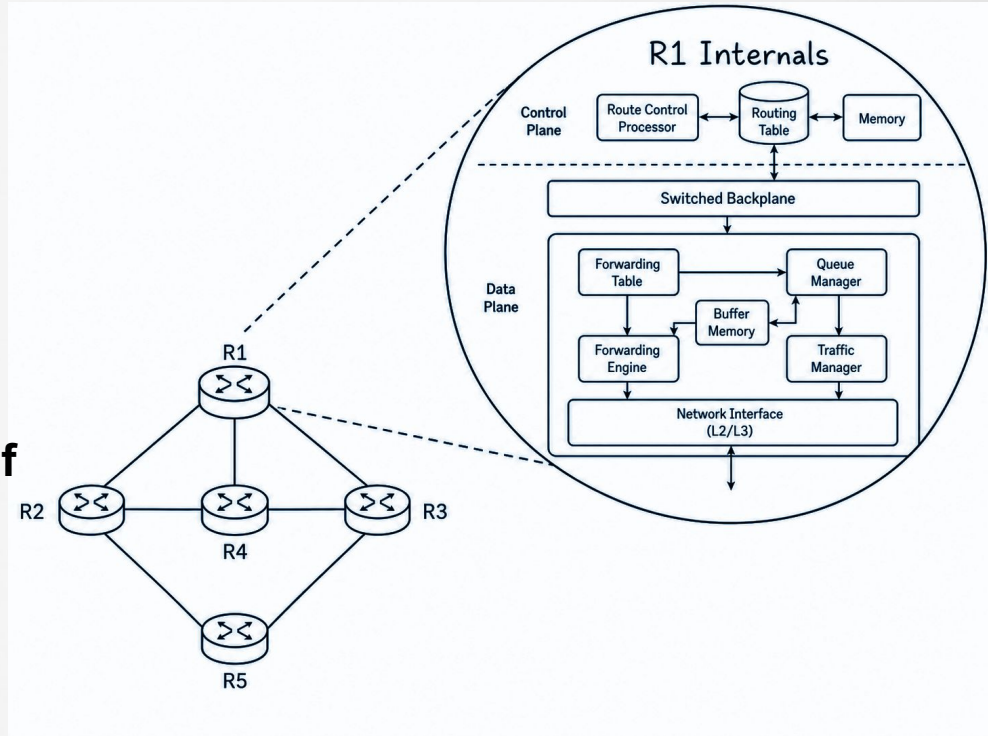 R1 Internals
Control
Plane
Route Control
Processor
Routing
Table
Memory
Switched Backplane
Data
Plane
Forwarding
Table
Queue
Manager
Buffer
Memory
Forwarding
Engine
Traffic
Manager
Network Interface
(L2/L3)
R1
f
R2
R3
R4
R5